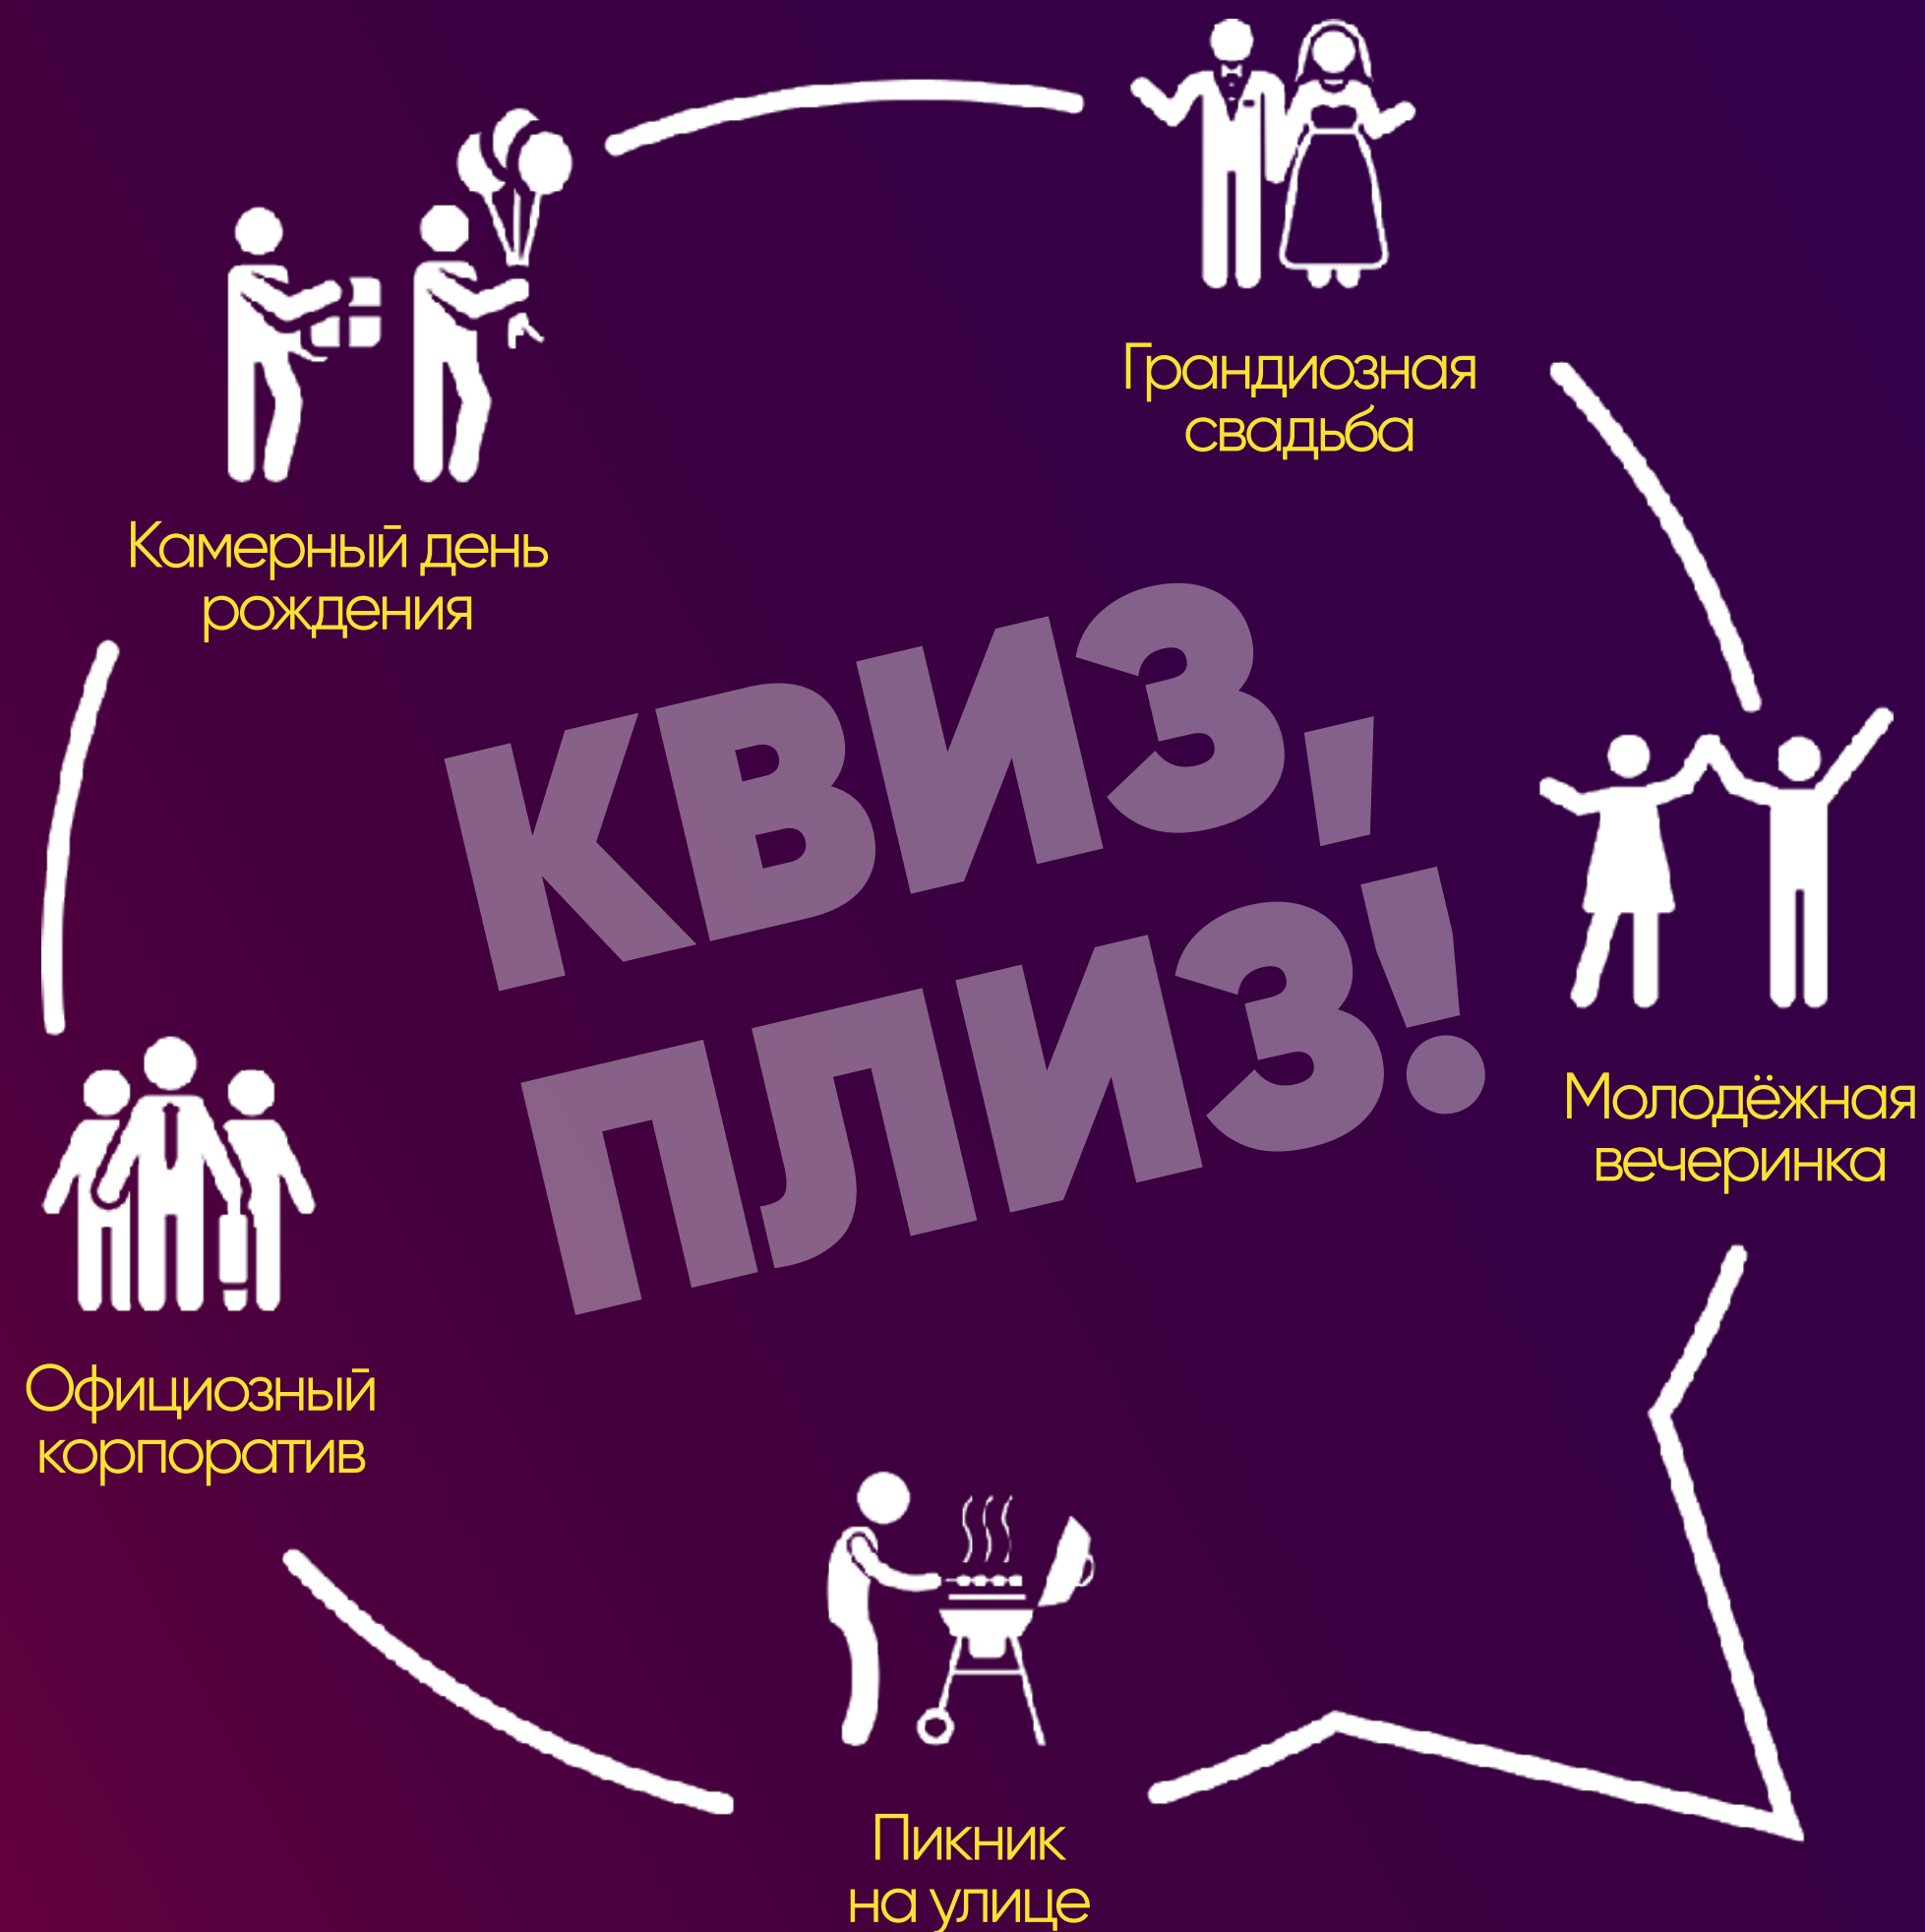 Грандиозная
свадьба
Камерный день
рождения
КВИЗ,
ПЛИЗ!
Молодёжная
вечеринка
Официозный
корпоратив
Пикник
на улице